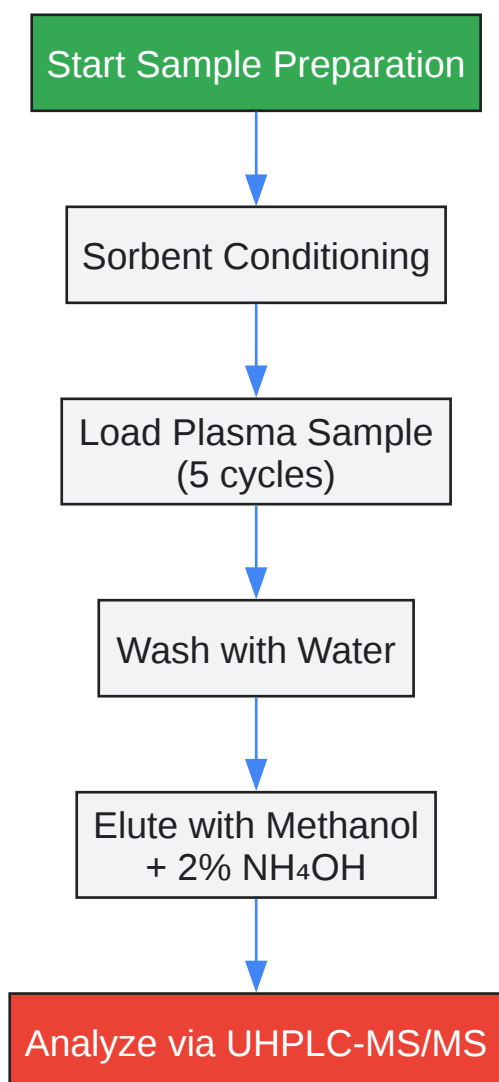 Start Sample Preparation
Sorbent Conditioning
Load Plasma Sample
(5 cycles)
Wash with Water
Elute with Methanol
+ 2% NH₄OH
Analyze via UHPLC-MS/MS